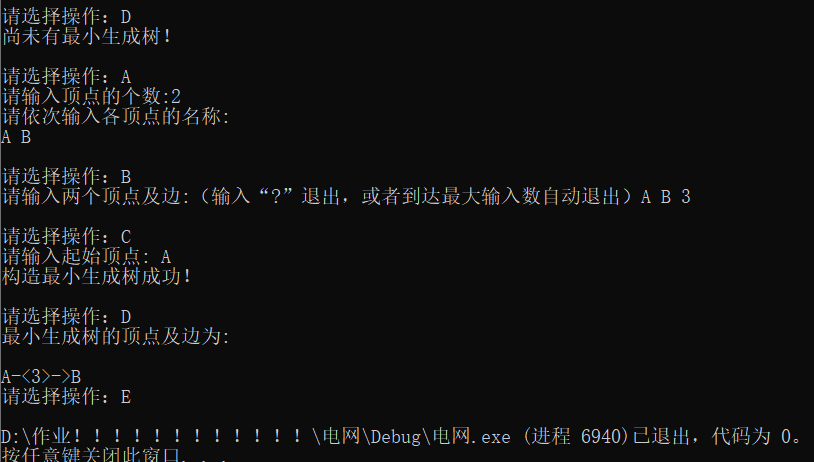 请选择操作：D
尚未有最小生成树！
请选择操作：A
请输入顶点的个数:2
请依次输入各顶点的名称:
A B
请选择操作：B
请输入两个顶点及边:（输入“?”退出，或者到达最大输入数自动退出）A B 3
请选择操作：C
请输入起始顶点: A
构造最小生成树成功！
请选择操作：D
最小生成树的顶点及边为:
A-<3>->B
请选择操作：E
D:\作业！！！！！！！！！！！！\电网\Debug\电网.exe (进程 6940)已退出，代码为 0。
按任意键关闭此窗口. . .